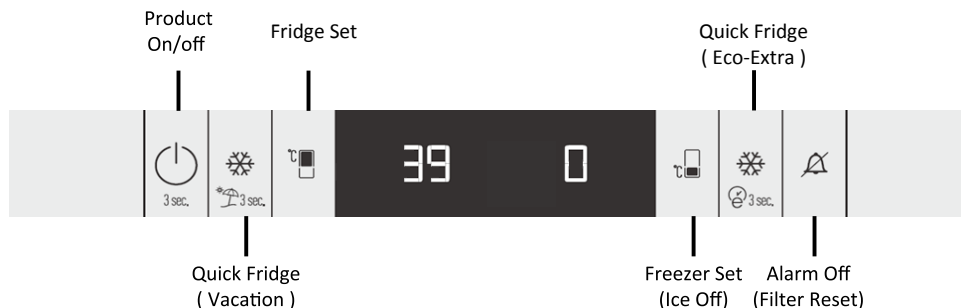 Product
On/off
Fridge Set
Quick Fridge
( Eco-Extra )
3 sec.
3 sec.
°C
39
0
°C
e 3 sec.
Quick Fridge
( Vacation )
Freezer Set
(Ice Off)
Alarm Off
(Filter Reset)